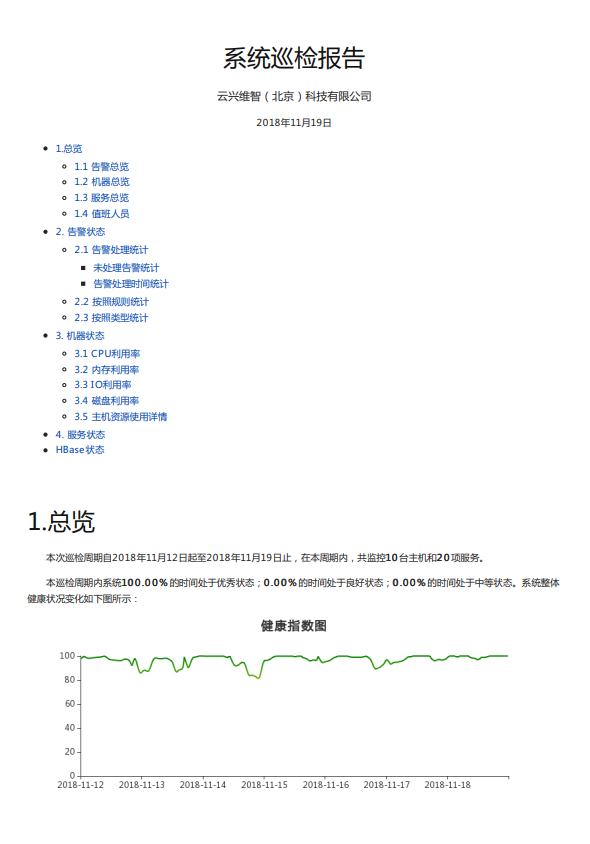 系统巡检报告
云兴维智（北京）科技有限公司
2018年11月19日
1.总览
1.1 告警总览
1.2 机器总览
1.3 服务总览
1.4 值班人员
2. 告警状态
2.1 告警处理统计
未处理告警统计
告警处理时间统计
2.2 按照规则统计
2.3 按照类型统计
3. 机器状态
3.1 CPU利用率
3.2 内存利用率
3.3 IO利用率
3.4 磁盘利用率
3.5 主机资源使用详情
4. 服务状态
HBase状态
1.总览
本次巡检周期自2018年11月12日起至2018年11月19日止，在本周期内，共监控10台主机和20项服务。
本巡检周期内系统100.00%的时间处于优秀状态；0.00%的时间处于良好状态；0.00%的时间处于中等状态。系统整体
健康状况变化如下图所示：
健康指数图
100
80
60
40
20
0
2018-11-12 2018-11-13 2018-11-14 2018-11-15 2018-11-16 2018-11-17 2018-11-18